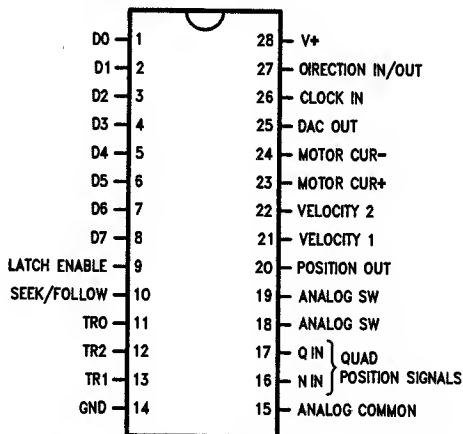 D0 1
D1 2
D2 3
D3 4
D4 5
D5 6
D6 7
D7 8
LATCH ENABLE 9
SEEK/FOLLOW 10
TR0 11
TR2 12
TR1 13
GND 14
28 V+
27 DIRECTION IN/OUT
26 CLOCK IN
25 DAC OUT
24 MOTOR CUR-
23 MOTOR CUR+
22 VELOCITY 2
21 VELOCITY 1
20 POSITION OUT
19 ANALOG SW
18 ANALOG SW
17 Q IN
16 N IN
QUAD
POSITION SIGNALS
15 ANALOG COMMON